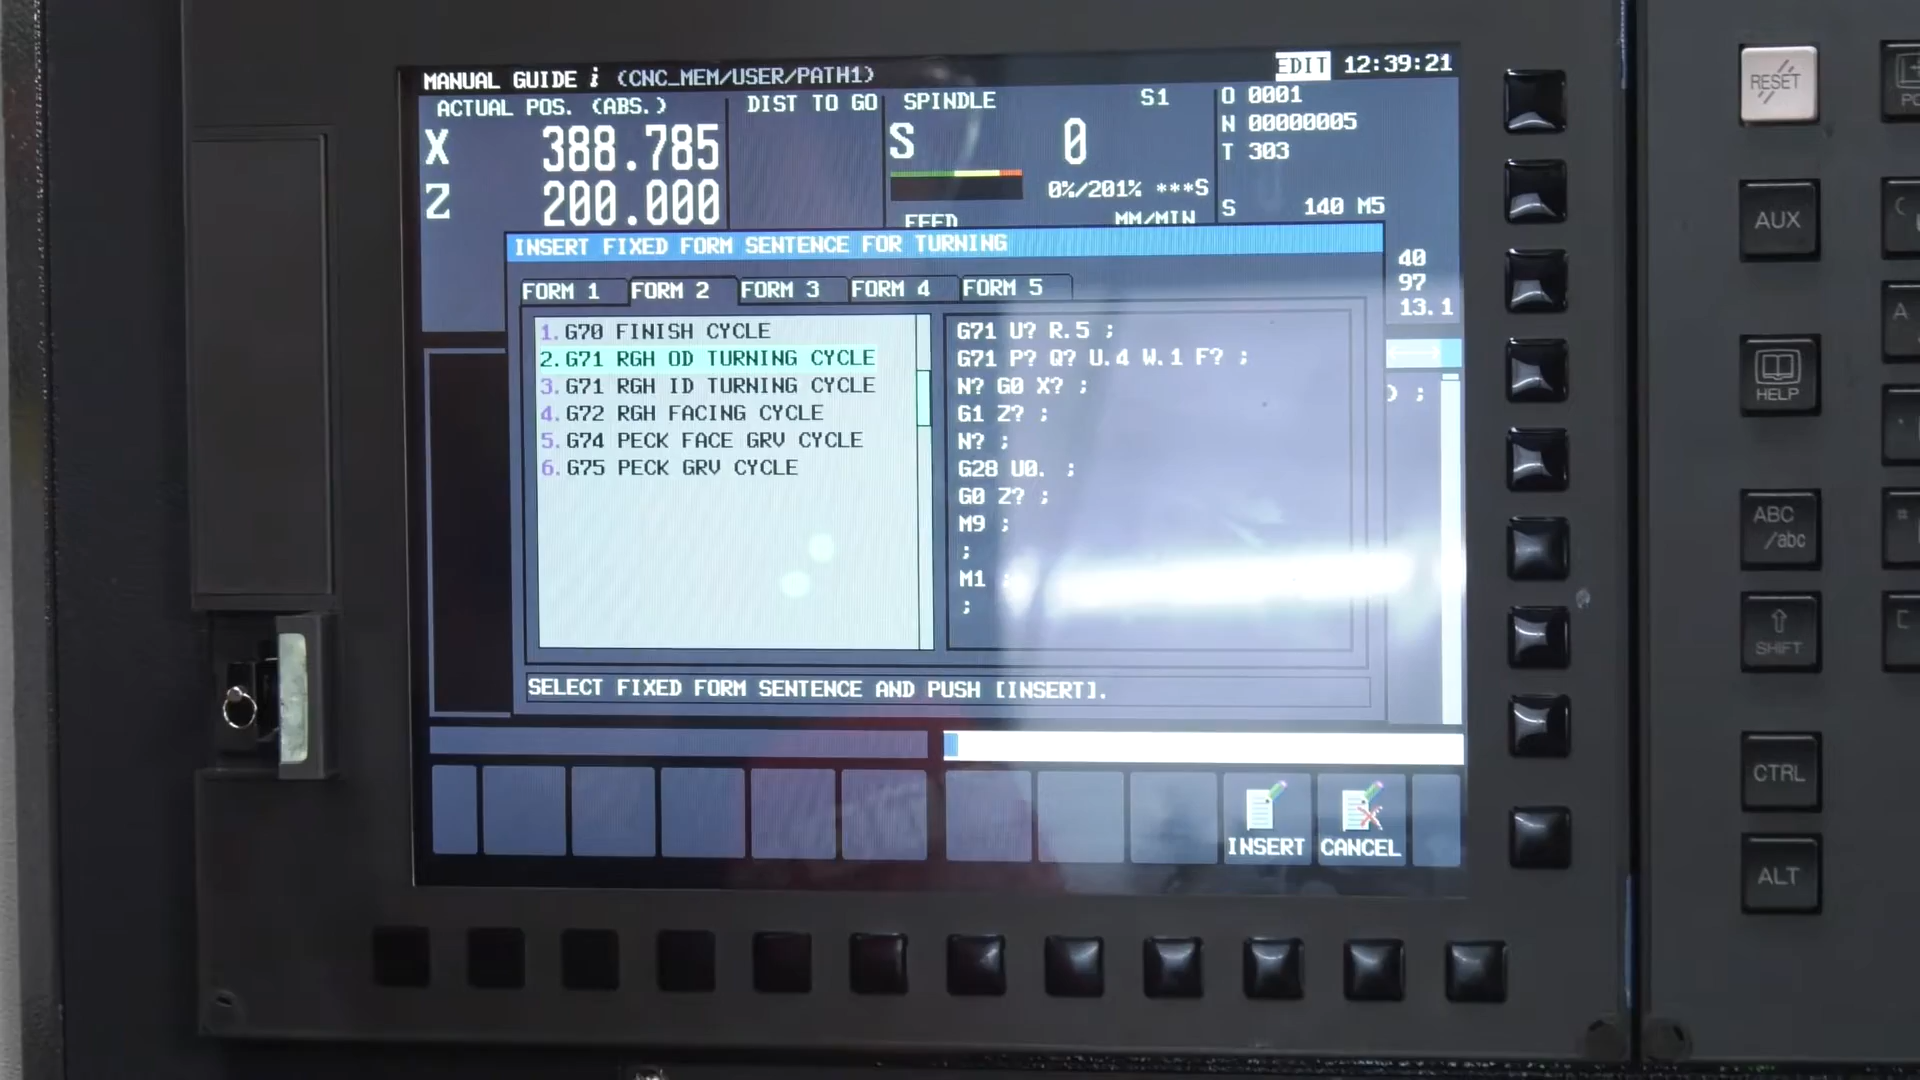 MANUAL GUIDE i (CNC_MEM/USER/PATH1) EDIT 12:39:21
ACTUAL POS. (ABS.) DIST TO GO SPINDLE S1 O 0001
N 00000005
X 388.785 S 0 T 303
Z 200.000 0%/201% ***S
FEED MM/MIN S 140 M5
INSERT FIXED FORM SENTENCE FOR TURNING
40
97
13.1
FORM 1 FORM 2 FORM 3 FORM 4 FORM 5
1.G70 FINISH CYCLE
2.G71 RGH OD TURNING CYCLE
3.G71 RGH ID TURNING CYCLE
4.G72 RGH FACING CYCLE
5.G74 PECK FACE GRV CYCLE
6.G75 PECK GRV CYCLE
G71 U? R.5 ;
G71 P? Q? U.4 W.1 F? ;
N? G0 X? ;
G1 Z? ;
N? ;
G28 U0. ;
G0 Z? ;
M9 ;
;
M1 ;
;
) ;
SELECT FIXED FORM SENTENCE AND PUSH [INSERT].
INSERT CANCEL
RESET
AUX
HELP
ABC
/abc
SHIFT
CTRL
ALT